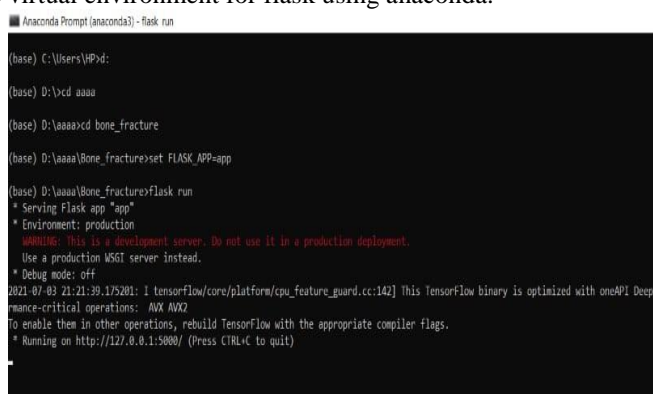 virtual environment for flask using anaconda.
Anaconda Prompt (anaconda3) - flask run
(base) C:\Users\HP>d:
(base) D:\>cd aaaa
(base) D:\aaaa>cd bone_fracture
(base) D:\aaaa\Bone_fracture>set FLASK_APP=app
(base) D:\aaaa\Bone_fracture>flask run
* Serving Flask app "app"
* Environment: production
WARNING: This is a development server. Do not use it in a production deployment.
Use a production WSGI server instead.
* Debug mode: off
2021-07-03 21:21:39.175201: I tensorflow/core/platform/cpu_feature_guard.cc:142] This TensorFlow binary is optimized with oneAPI Deep
rmance-critical operations: AVX AVX2
To enable them in other operations, rebuild TensorFlow with the appropriate compiler flags.
* Running on http://127.0.0.1:5000/ (Press CTRL+C to quit)